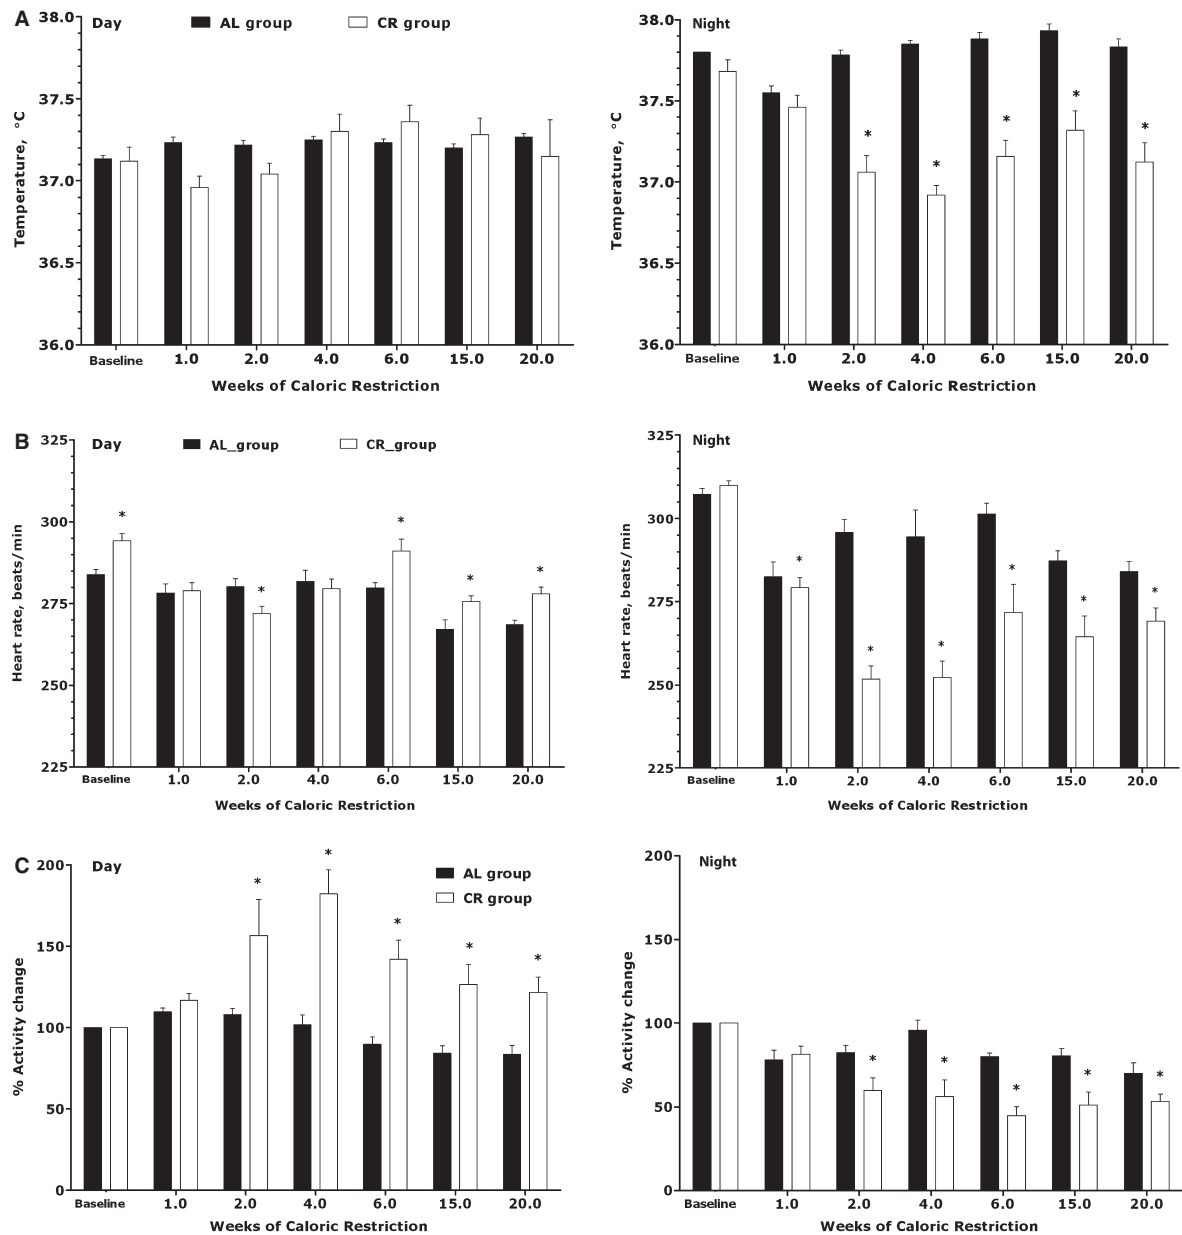 A
Day
AL group
CR group
38.0
37.5
37.0
36.5
36.0
Temperature, °C
Baseline 1.0 2.0 4.0 6.0 15.0 20.0
Weeks of Caloric Restriction
Night
38.0
37.5
37.0
36.5
36.0
Temperature, °C
* * * * *
Baseline 1.0 2.0 4.0 6.0 15.0 20.0
Weeks of Caloric Restriction
B
Day
AL_group
CR_group
325
300
275
250
225
Heart rate, beats/min
* * * * *
Baseline 1.0 2.0 4.0 6.0 15.0 20.0
Weeks of Caloric Restriction
Night
325
300
275
250
225
Heart rate, beats/min
* * * * * *
Baseline 1.0 2.0 4.0 6.0 15.0 20.0
Weeks of Caloric Restriction
C
Day
AL group
CR group
200
150
100
50
0
% Activity change
* * * * *
Baseline 1.0 2.0 4.0 6.0 15.0 20.0
Weeks of Caloric Restriction
Night
200
150
100
50
0
% Activity change
* * * * *
Baseline 1.0 2.0 4.0 6.0 15.0 20.0
Weeks of Caloric Restriction